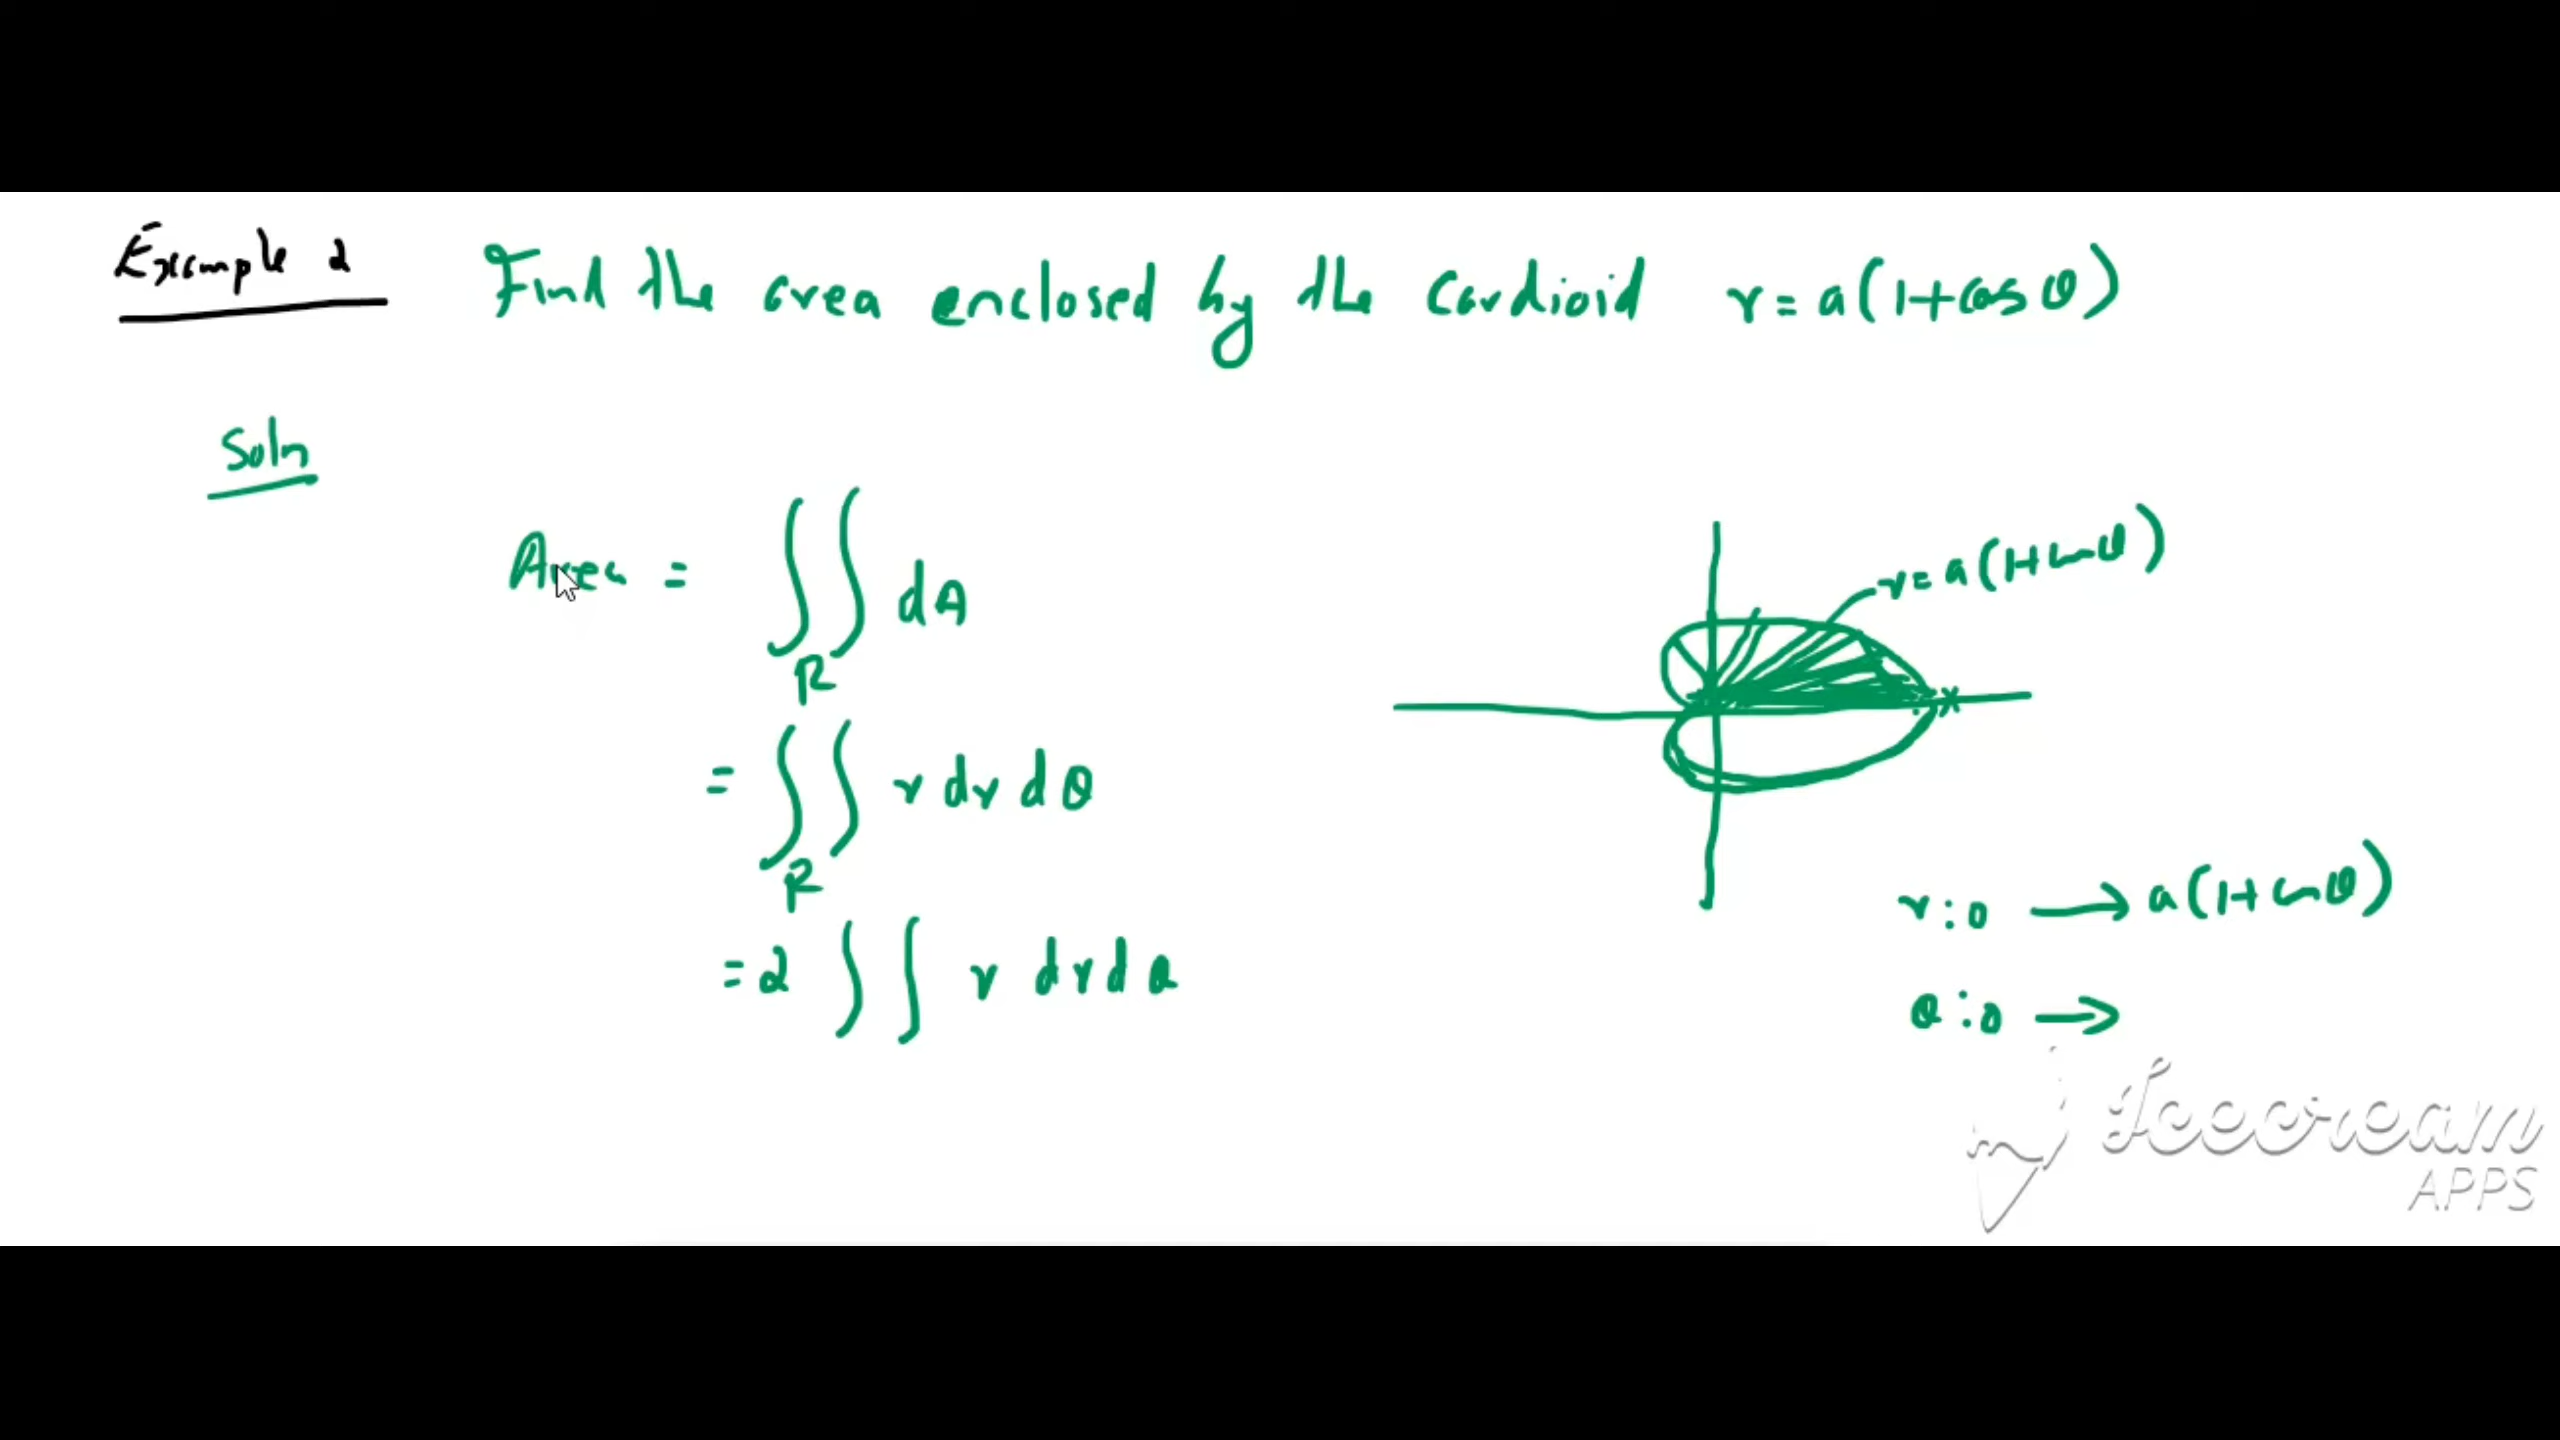 Example 2 Find the area enclosed by the cardioid r = a(1+cos θ)
Soln
Area = ∫∫ dA
R
r = a(1+cos θ)
= ∫∫ r dr dθ
R
r : 0 → a(1+cos θ)
= 2 ∫ ∫ r dr dθ
θ : 0 →
Icecream
APPS